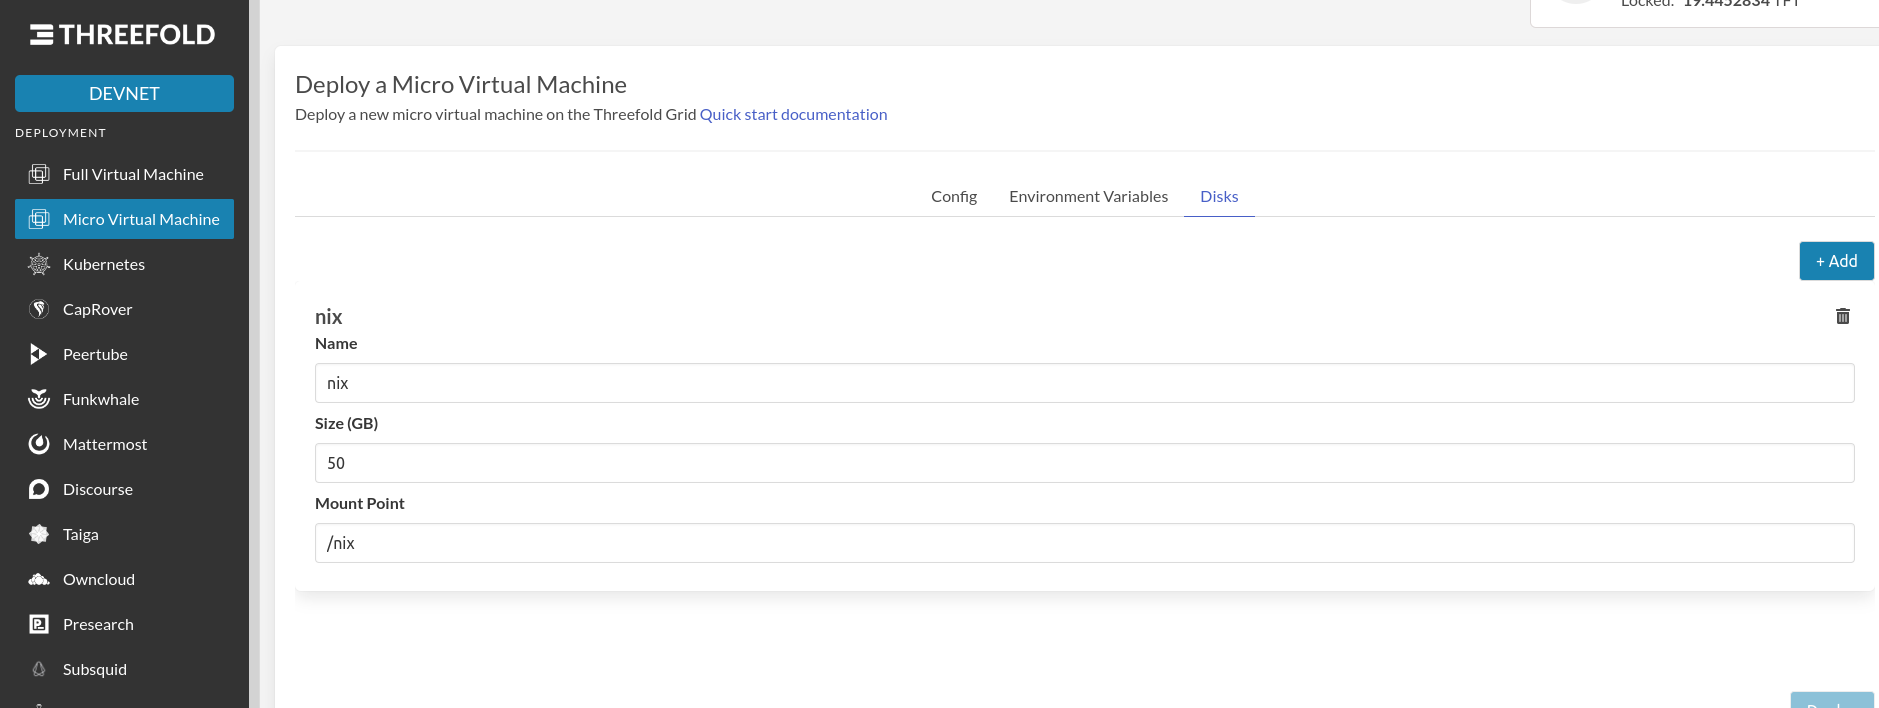 THREEFOLD
DEVNET
DEPLOYMENT
Full Virtual Machine
Micro Virtual Machine
Kubernetes
CapRover
Peertube
Funkwhale
Mattermost
Discourse
Taiga
Owncloud
Presearch
Subsquid
Locked: 19.4452834 TFT
Deploy a Micro Virtual Machine
Deploy a new micro virtual machine on the Threefold Grid Quick start documentation
Config Environment Variables Disks
+ Add
nix
Name
nix
Size (GB)
50
Mount Point
/nix